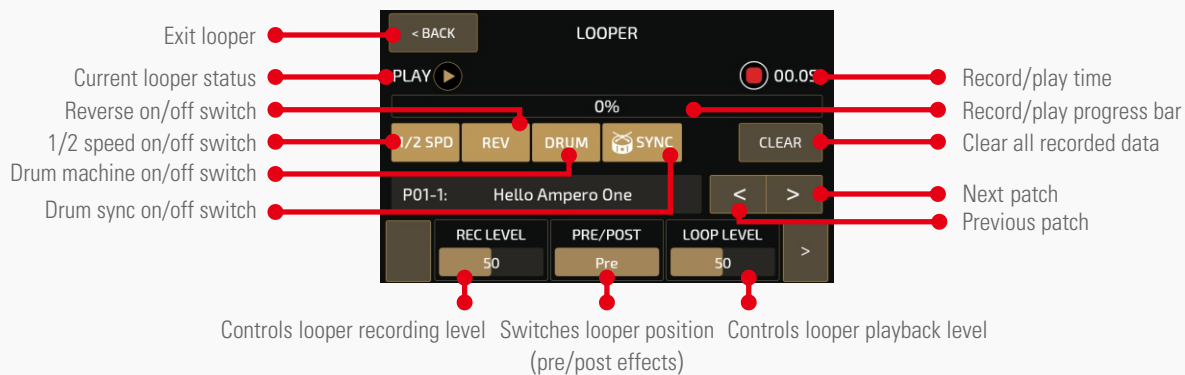 < BACK
LOOPER
Exit looper
Current looper status
PLAY
Record/play time
Reverse on/off switch
0%
Record/play progress bar
1/2 speed on/off switch
1/2 SPD
REV
DRUM
SYNC
CLEAR
Clear all recorded data
Drum machine on/off switch
P01-1: Hello Ampero One
<
>
Next patch
Drum sync on/off switch
Previous patch
REC LEVEL
PRE/POST
LOOP LEVEL
50
Pre
50
>
Controls looper recording level
Switches looper position
(pre/post effects)
Controls looper playback level